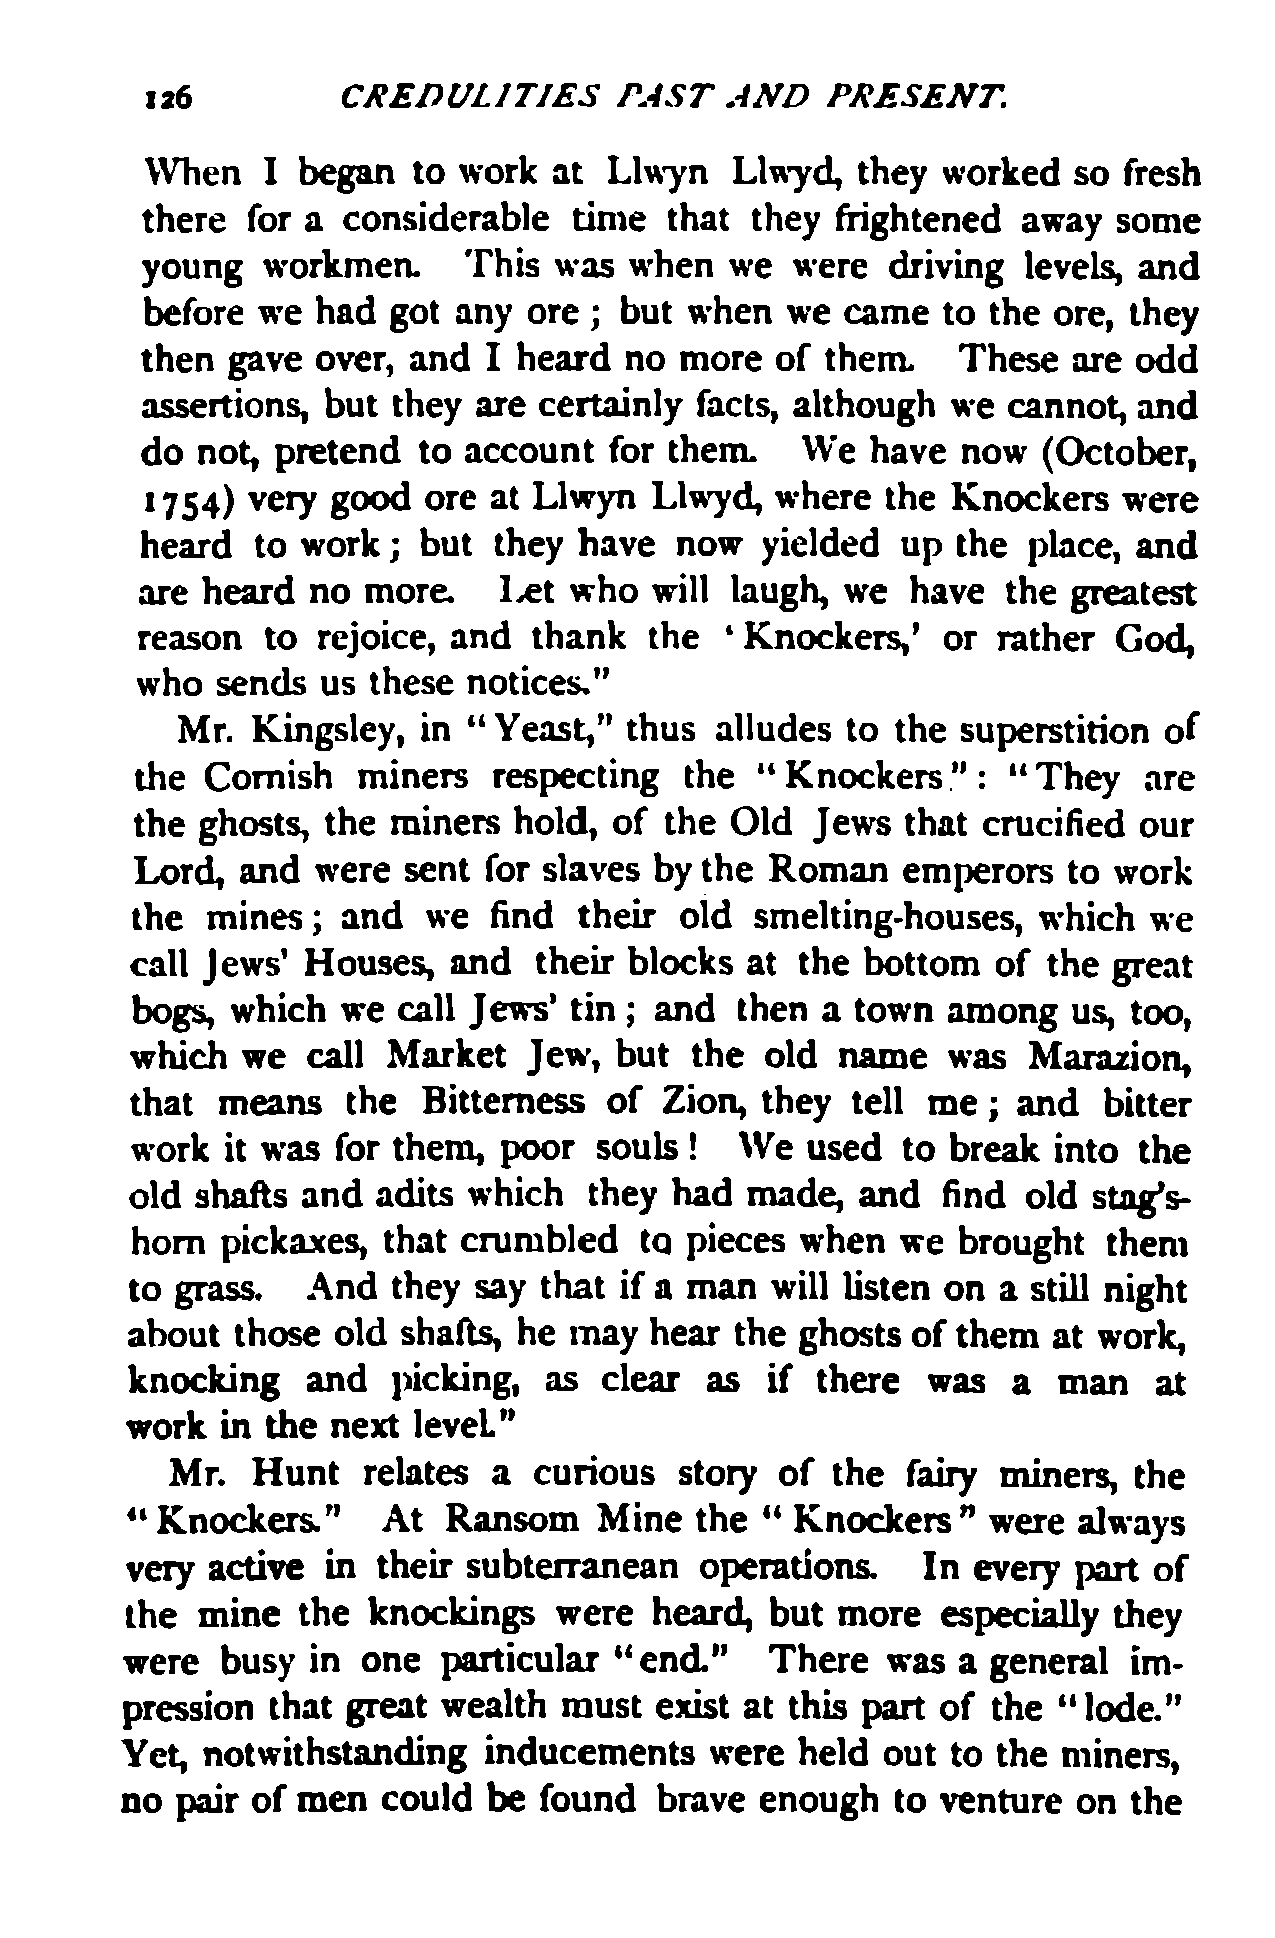 126 CREDULITIES PAST AND PRESENT.
When I began to work at Llwyn Llwyd, they worked so fresh
there for a considerable time that they frightened away some
young workmen. This was when we were driving levels, and
before we had got any ore ; but when we came to the ore, they
then gave over, and I heard no more of them. These are odd
assertions, but they are certainly facts, although we cannot, and
do not, pretend to account for them. We have now (October,
1754) very good ore at Llwyn Llwyd, where the Knockers were
heard to work ; but they have now yielded up the place, and
are heard no more. Let who will laugh, we have the greatest
reason to rejoice, and thank the ‘ Knockers,’ or rather God,
who sends us these notices.”
Mr. Kingsley, in “ Yeast,” thus alludes to the superstition of
the Cornish miners respecting the “ Knockers.” : “ They are
the ghosts, the miners hold, of the Old Jews that crucified our
Lord, and were sent for slaves by the Roman emperors to work
the mines ; and we find their old smelting-houses, which we
call Jews’ Houses, and their blocks at the bottom of the great
bogs, which we call Jews’ tin ; and then a town among us, too,
which we call Market Jew, but the old name was Marazion,
that means the Bitterness of Zion, they tell me ; and bitter
work it was for them, poor souls ! We used to break into the
old shafts and adits which they had made, and find old stag’s-
horn pickaxes, that crumbled to pieces when we brought them
to grass. And they say that if a man will listen on a still night
about those old shafts, he may hear the ghosts of them at work,
knocking and picking, as clear as if there was a man at
work in the next level.”
Mr. Hunt relates a curious story of the fairy miners, the
“ Knockers.” At Ransom Mine the “ Knockers ” were always
very active in their subterranean operations. In every part of
the mine the knockings were heard, but more especially they
were busy in one particular “ end.” There was a general im-
pression that great wealth must exist at this part of the “ lode.”
Yet, notwithstanding inducements were held out to the miners,
no pair of men could be found brave enough to venture on the